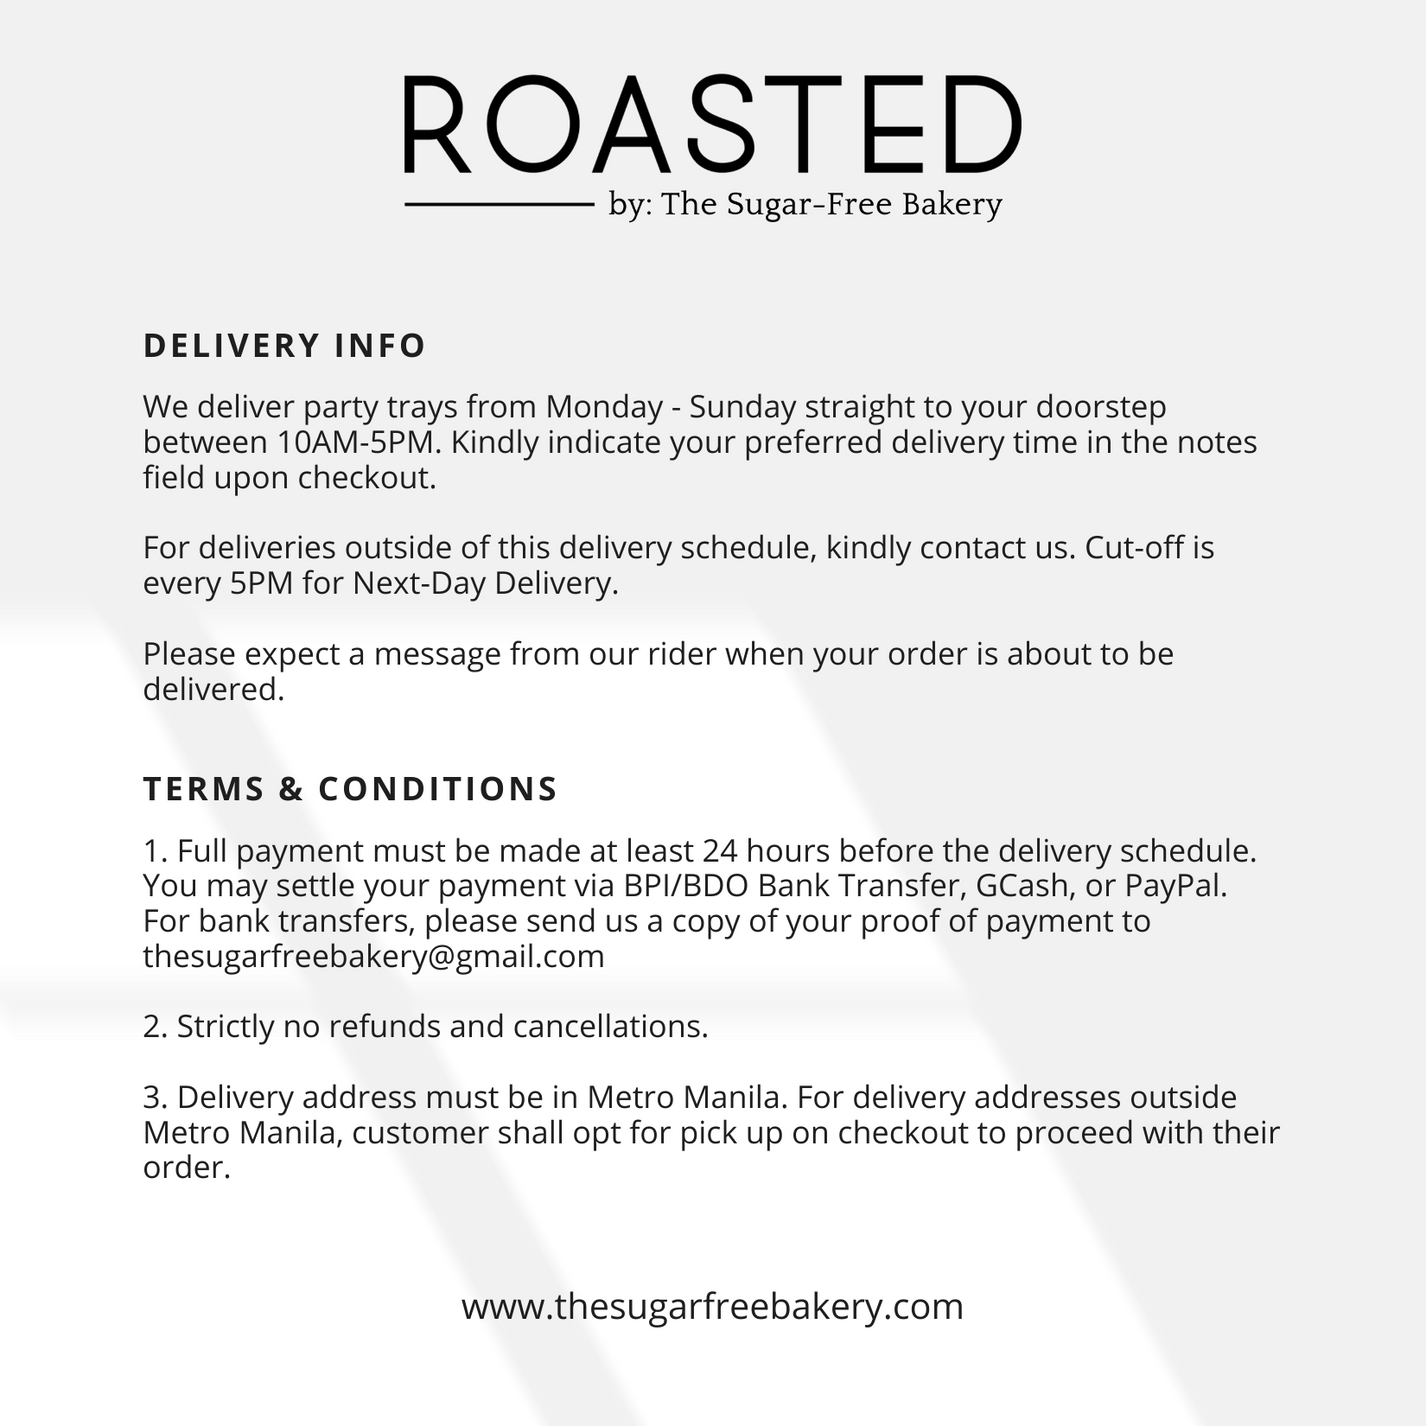 ROASTED
by: The Sugar-Free Bakery
DELIVERY INFO
We deliver party trays from Monday - Sunday straight to your doorstep
between 10AM-5PM. Kindly indicate your preferred delivery time in the notes
field upon checkout.
For deliveries outside of this delivery schedule, kindly contact us. Cut-off is
every 5PM for Next-Day Delivery.
Please expect a message from our rider when your order is about to be
delivered.
TERMS & CONDITIONS
1. Full payment must be made at least 24 hours before the delivery schedule.
You may settle your payment via BPI/BDO Bank Transfer, GCash, or PayPal.
For bank transfers, please send us a copy of your proof of payment to
thesugarfreebakery@gmail.com
2. Strictly no refunds and cancellations.
3. Delivery address must be in Metro Manila. For delivery addresses outside
Metro Manila, customer shall opt for pick up on checkout to proceed with their
order.
www.thesugarfreebakery.com